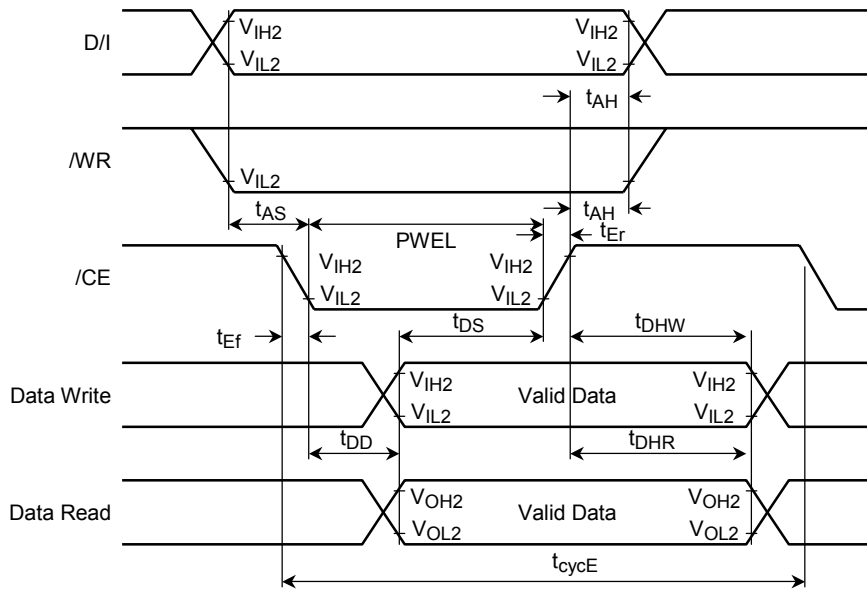 D/I
VIH2 VIH2
VIL2 VIL2
tAH
/WR
VIL2
tAS tAH
PWEL tEr
/CE
VIH2 VIH2
VIL2 VIL2
tEf tDS tDHW
Data Write
VIH2 Valid Data VIH2
VIL2 VIL2
tDD tDHR
Data Read
VOH2 Valid Data VOH2
VOL2 VOL2
tcycE